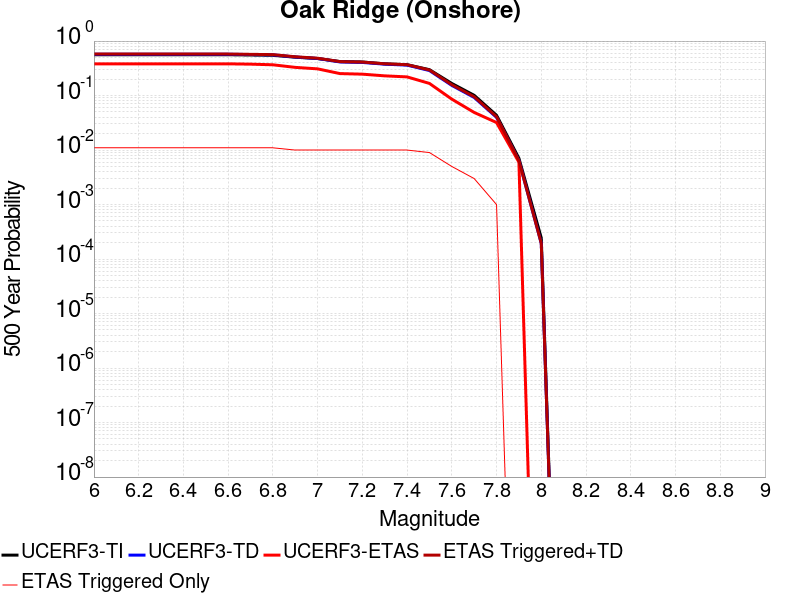 Oak Ridge (Onshore)
10^0
10^-1
10^-2
10^-3
10^-4
10^-5
10^-6
10^-7
10^-8
500 Year Probability
6 6.2 6.4 6.6 6.8 7 7.2 7.4 7.6 7.8 8 8.2 8.4 8.6 8.8 9
Magnitude
UCERF3-TI UCERF3-TD UCERF3-ETAS ETAS Triggered+TD
ETAS Triggered Only